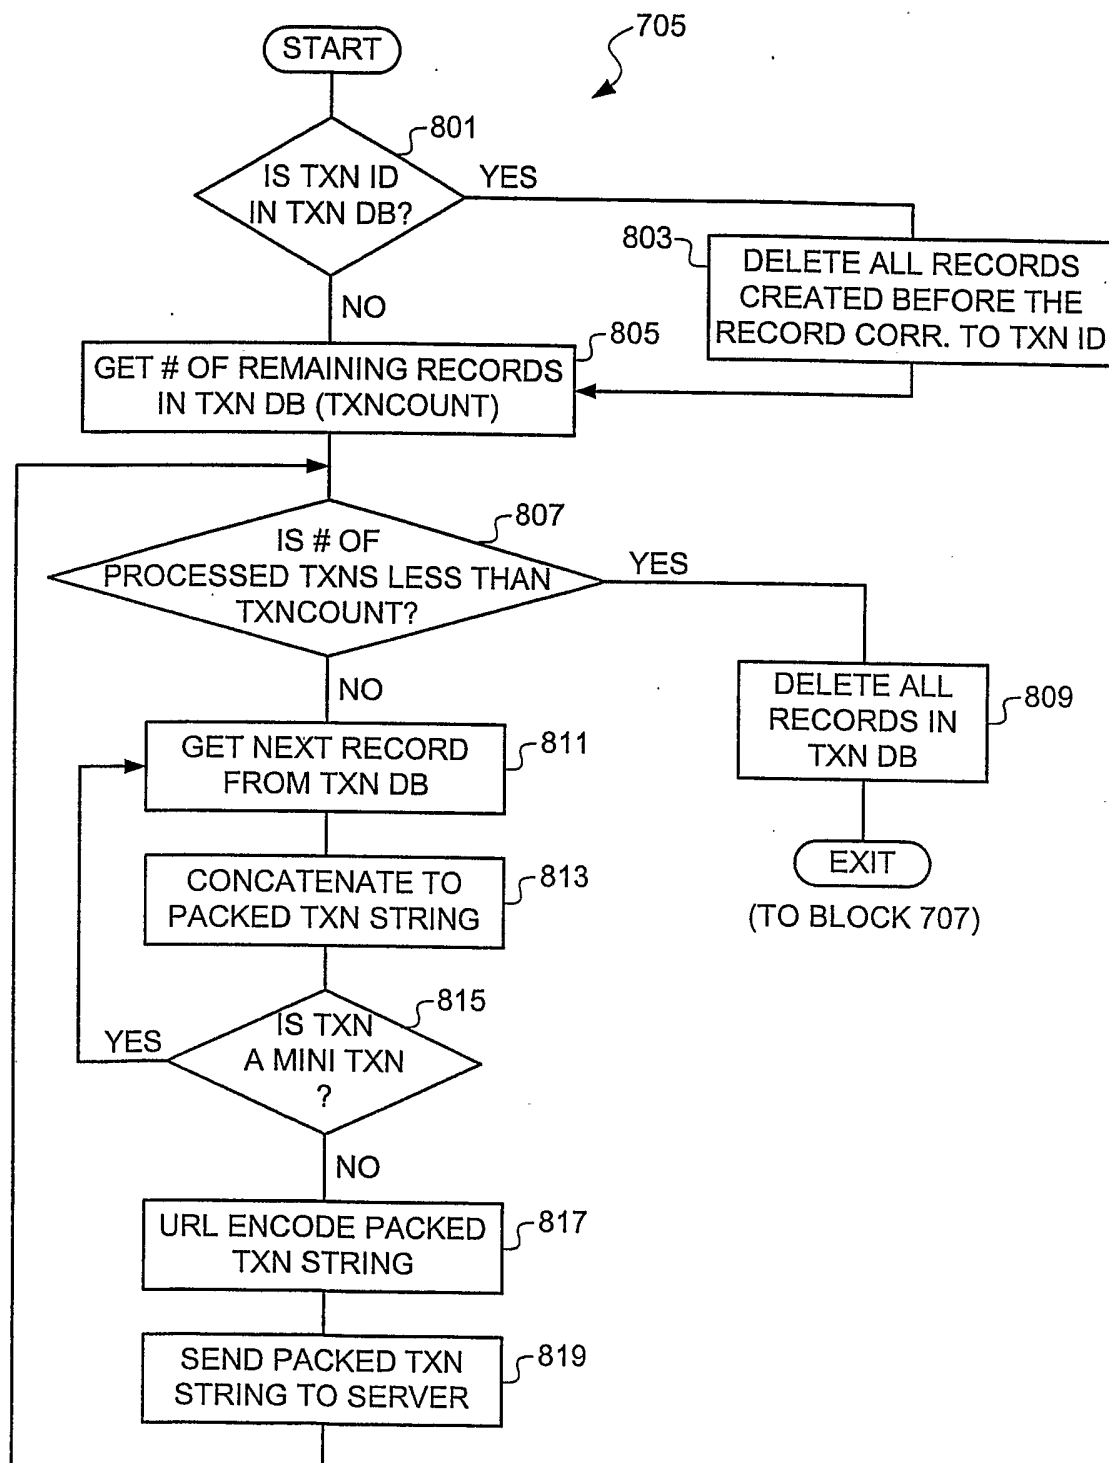 START
705
801
IS TXN ID
IN TXN DB?
YES
803
DELETE ALL RECORDS
CREATED BEFORE THE
RECORD CORR. TO TXN ID
NO
805
GET # OF REMAINING RECORDS
IN TXN DB (TXNCOUNT)
807
IS # OF
PROCESSED TXNS LESS THAN
TXNCOUNT?
YES
NO
DELETE ALL
RECORDS IN
TXN DB
809
GET NEXT RECORD
FROM TXN DB
811
EXIT
(TO BLOCK 707)
CONCATENATE TO
PACKED TXN STRING
813
815
IS TXN
A MINI TXN
?
YES
NO
URL ENCODE PACKED
TXN STRING
817
SEND PACKED TXN
STRING TO SERVER
819